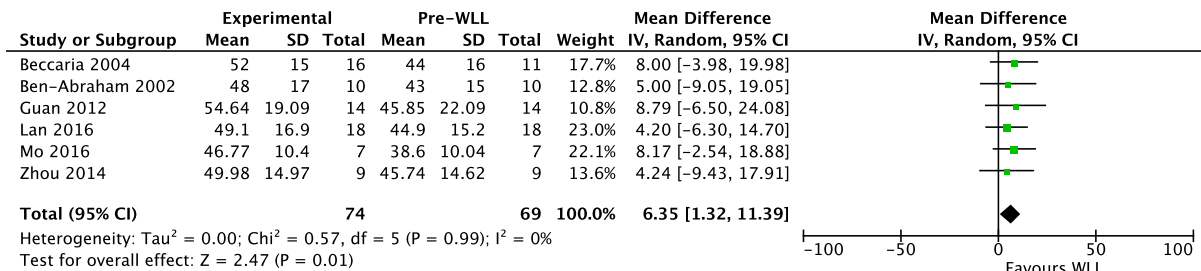 Experimental Pre-WLL Mean Difference Mean Difference
Study or Subgroup Mean SD Total Mean SD Total Weight IV, Random, 95% CI IV, Random, 95% CI
Beccaria 2004 52 15 16 44 16 11 17.7% 8.00 [-3.98, 19.98]
Ben-Abraham 2002 48 17 10 43 15 10 12.8% 5.00 [-9.05, 19.05]
Guan 2012 54.64 19.09 14 45.85 22.09 14 10.8% 8.79 [-6.50, 24.08]
Lan 2016 49.1 16.9 18 44.9 15.2 18 23.0% 4.20 [-6.30, 14.70]
Mo 2016 46.77 10.4 7 38.6 10.04 7 22.1% 8.17 [-2.54, 18.88]
Zhou 2014 49.98 14.97 9 45.74 14.62 9 13.6% 4.24 [-9.43, 17.91]
Total (95% CI) 74 69 100.0% 6.35 [1.32, 11.39]
Heterogeneity: Tau² = 0.00; Chi² = 0.57, df = 5 (P = 0.99); I² = 0%
Test for overall effect: Z = 2.47 (P = 0.01)
-100 -50 0 50 100
Favours WLL